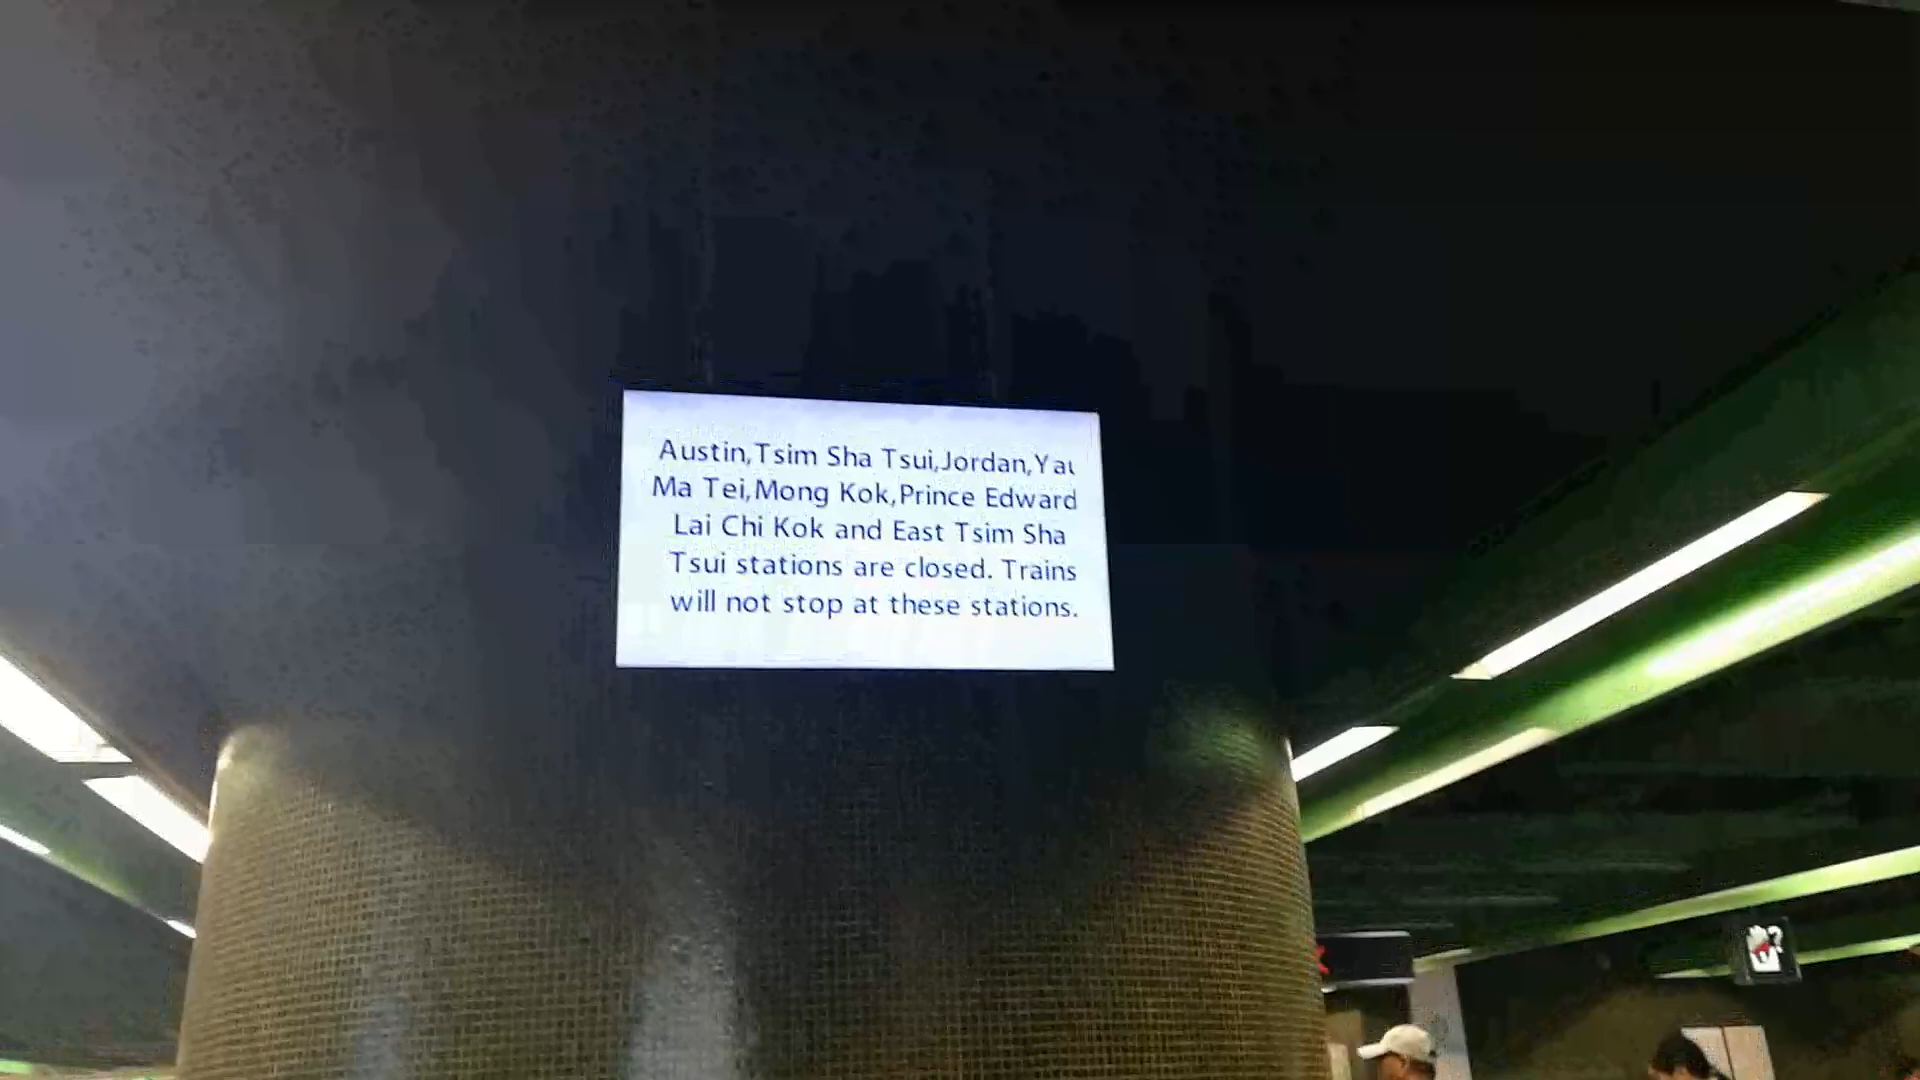 Austin,Tsim Sha Tsui,Jordan,Yau
Ma Tei,Mong Kok,Prince Edward
Lai Chi Kok and East Tsim Sha
Tsui stations are closed. Trains
will not stop at these stations.
?